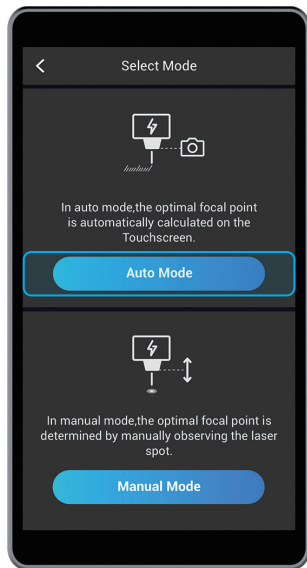 Select Mode
In auto mode,the optimal focal point
is automatically calculated on the
Touchscreen.
Auto Mode
In manual mode,the optimal focal point is
determined by manually observing the laser
spot.
Manual Mode